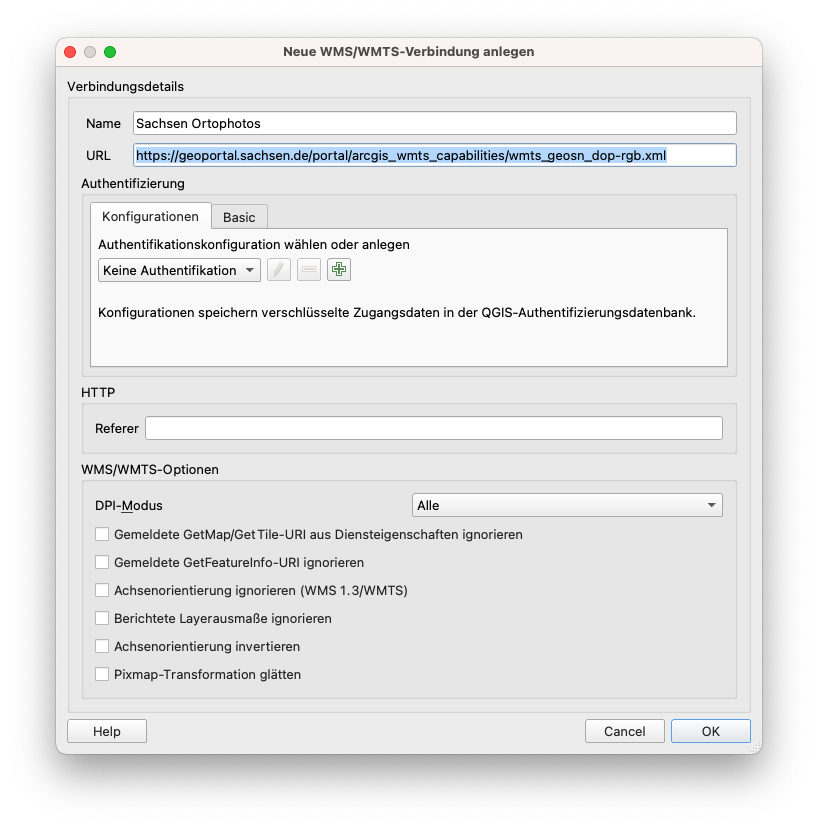 Neue WMS/WMTS-Verbindung anlegen
Verbindungsdetails
Name Sachsen Ortophotos
URL https://geoportal.sachsen.de/portal/arcgis_wmts_capabilities/wmts_geosn_dop-rgb.xml
Authentifizierung
Konfigurationen Basic
Authentifikationskonfiguration wählen oder anlegen
Keine Authentifikation
Konfigurationen speichern verschlüsselte Zugangsdaten in der QGIS-Authentifizierungsdatenbank.
HTTP
Referer
WMS/WMTS-Optionen
DPI-Modus Alle
Gemeldete GetMap/GetTile-URI aus Diensteigenschaften ignorieren
Gemeldete GetFeatureInfo-URI ignorieren
Achsenorientierung ignorieren (WMS 1.3/WMTS)
Berichtete Layerausmaße ignorieren
Achsenorientierung invertieren
Pixmap-Transformation glätten
Help Cancel OK